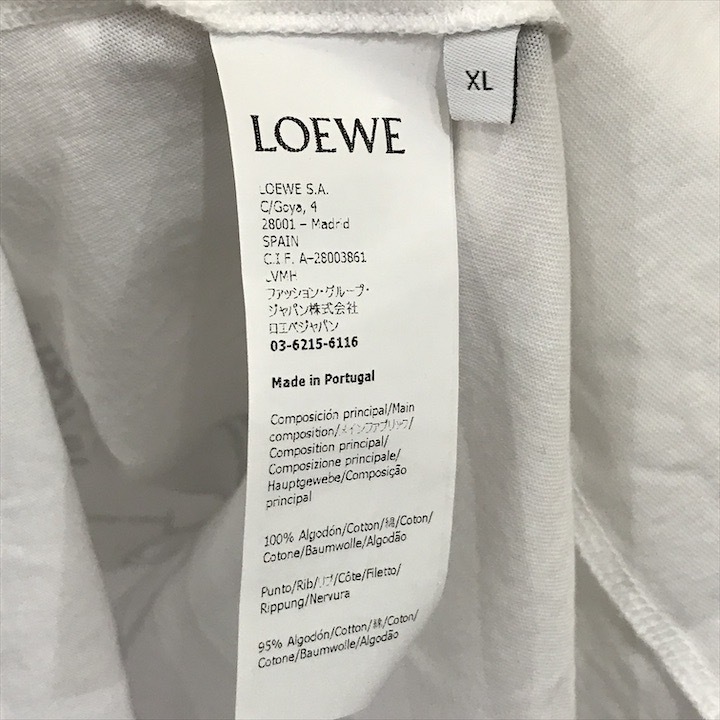 XL
LOEWE
LOEWE S.A.
C/Goya, 4
28001 – Madrid
SPAIN
C.I.F. A-28003861
LVMH
ファッション・グループ・
ジャパン株式会社
ロエベジャパン
03-6215-6116
Made in Portugal
Composición principal/Main
composition/メインファブリック/
Composition principal/
Composizione principale/
Hauptgewebe/Composição
principal
100% Algodón/Cotton/綿/Coton/
Cotone/Baumwolle/Algodão
Punto/Rib/リブ/Côte/Filetto/
Rippung/Nervura
95% Algodón/Cotton/綿/Coton/
Cotone/Baumwolle/Algodão